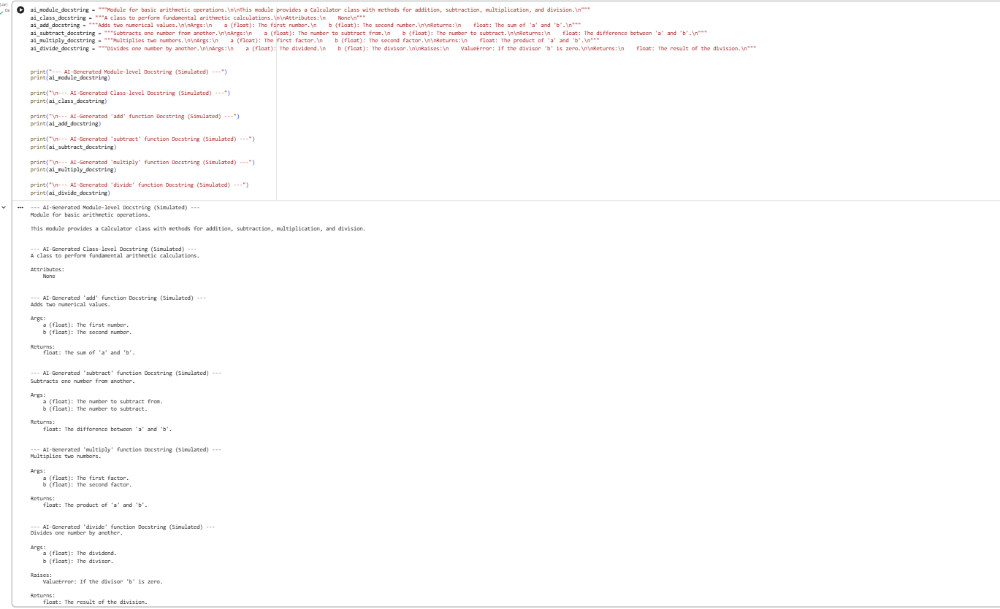 ai_module_docstring = """Module for basic arithmetic operations.\n\nThis module provides a Calculator class with methods for addition, subtraction, multiplication, and division.\n"""
ai_class_docstring = """A class to perform fundamental arithmetic calculations.\n\nAttributes:\n    None\n"""
ai_add_docstring = """Adds two numerical values.\n\nArgs:\n    a (float): The first number.\n    b (float): The second number.\n\nReturns:\n    float: The sum of 'a' and 'b'.\n"""
ai_subtract_docstring = """Subtracts one number from another.\n\nArgs:\n    a (float): The number to subtract from.\n    b (float): The number to subtract.\n\nReturns:\n    float: The difference between 'a' and 'b'.\n"""
ai_multiply_docstring = """Multiplies two numbers.\n\nArgs:\n    a (float): The first factor.\n    b (float): The second factor.\n\nReturns:\n    float: The product of 'a' and 'b'.\n"""
ai_divide_docstring = """Divides one number by another.\n\nArgs:\n    a (float): The dividend.\n    b (float): The divisor.\n\nRaises:\n    ValueError: If the divisor 'b' is zero.\n\nReturns:\n    float: The result of the division.\n"""
print("--- AI-Generated Module-level Docstring (Simulated) ---")
print(ai_module_docstring)
print("\n--- AI-Generated Class-level Docstring (Simulated) ---")
print(ai_class_docstring)
print("\n--- AI-Generated 'add' function Docstring (Simulated) ---")
print(ai_add_docstring)
print("\n--- AI-Generated 'subtract' function Docstring (Simulated) ---")
print(ai_subtract_docstring)
print("\n--- AI-Generated 'multiply' function Docstring (Simulated) ---")
print(ai_multiply_docstring)
print("\n--- AI-Generated 'divide' function Docstring (Simulated) ---")
print(ai_divide_docstring)
--- AI-Generated Module-level Docstring (Simulated) ---
Module for basic arithmetic operations.
This module provides a Calculator class with methods for addition, subtraction, multiplication, and division.
--- AI-Generated Class-level Docstring (Simulated) ---
A class to perform fundamental arithmetic calculations.
Attributes:
None
--- AI-Generated 'add' function Docstring (Simulated) ---
Adds two numerical values.
Args:
a (float): The first number.
b (float): The second number.
Returns:
float: The sum of 'a' and 'b'.
--- AI-Generated 'subtract' function Docstring (Simulated) ---
Subtracts one number from another.
Args:
a (float): The number to subtract from.
b (float): The number to subtract.
Returns:
float: The difference between 'a' and 'b'.
--- AI-Generated 'multiply' function Docstring (Simulated) ---
Multiplies two numbers.
Args:
a (float): The first factor.
b (float): The second factor.
Returns:
float: The product of 'a' and 'b'.
--- AI-Generated 'divide' function Docstring (Simulated) ---
Divides one number by another.
Args:
a (float): The dividend.
b (float): The divisor.
Raises:
ValueError: If the divisor 'b' is zero.
Returns:
float: The result of the division.